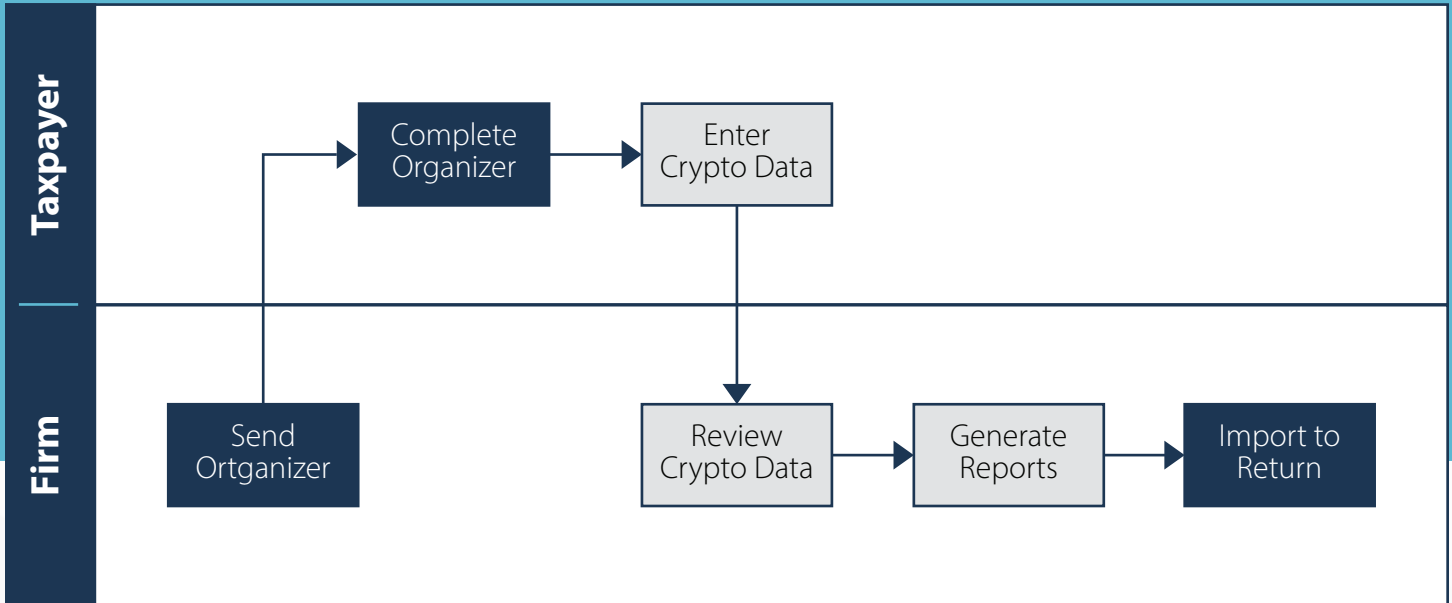 Taxpayer
Complete
Organizer
Enter
Crypto Data
Firm
Send
Ortganizer
Review
Crypto Data
Generate
Reports
Import to
Return